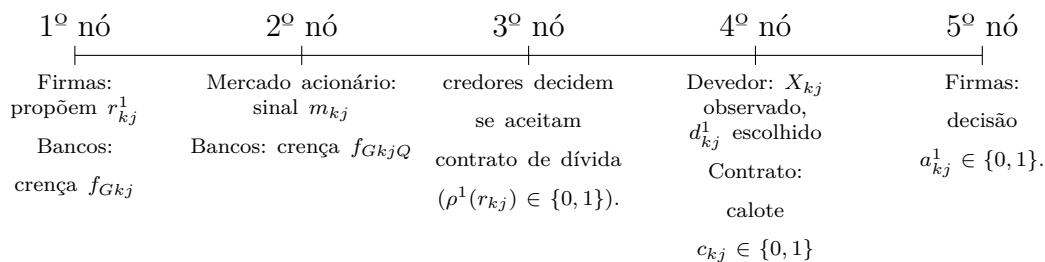 1º nó
2º nó
3º nó
4º nó
5º nó
Firmas:
propõem r^1_{kj}
Bancos:
crença f_{Gkj}
Mercado acionário:
sinal m_{kj}
Bancos: crença f_{GkjQ}
credores decidem
se aceitam
contrato de dívida
(ρ^1(r_{kj}) ∈ {0, 1}).
Devedor: X_{kj}
observado,
d^1_{kj} escolhido
Contrato:
calote
c_{kj} ∈ {0, 1}
Firmas:
decisão
a^1_{kj} ∈ {0, 1}.